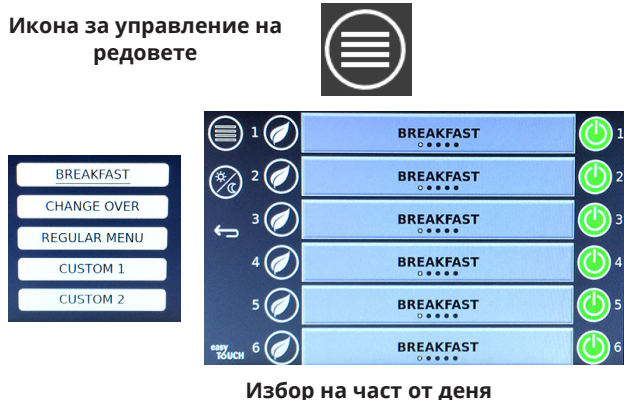 Икона за управление на
редовете
BREAKFAST
CHANGE OVER
REGULAR MENU
CUSTOM 1
CUSTOM 2
1 BREAKFAST 1
2 BREAKFAST 2
3 BREAKFAST 3
4 BREAKFAST 4
5 BREAKFAST 5
6 BREAKFAST 6
easy
TOUCH
Избор на част от деня